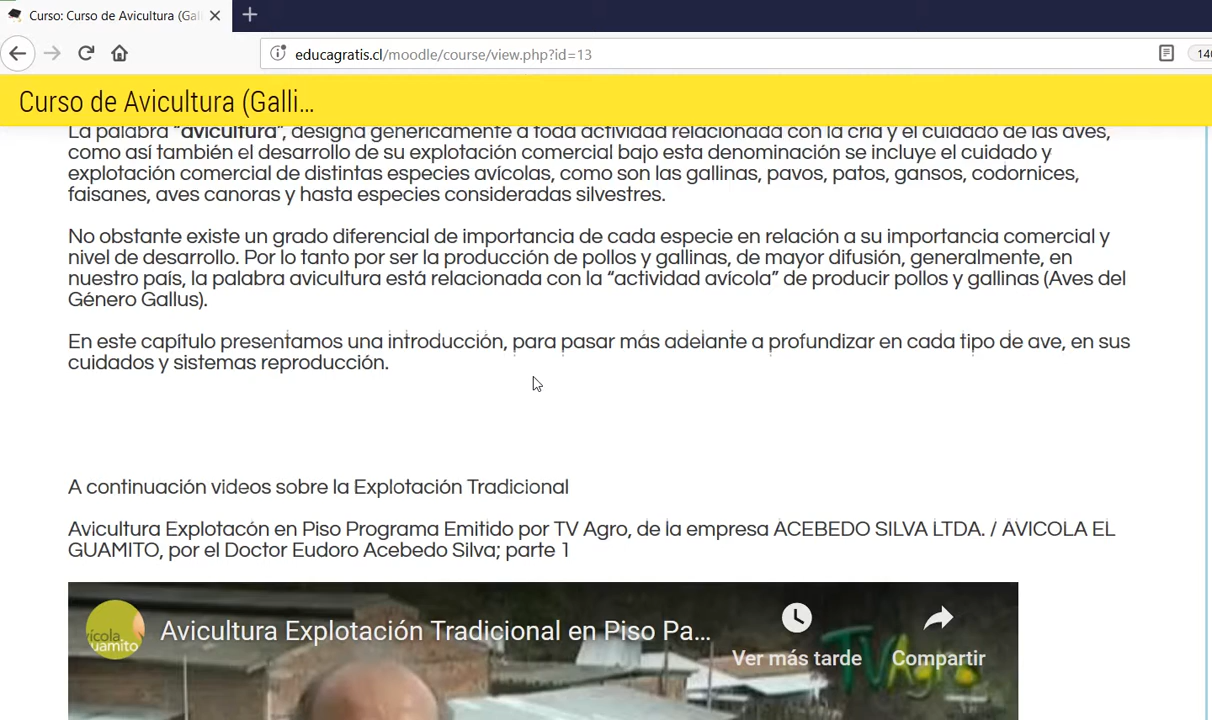 Curso: Curso de Avicultura (Gal
educagratis.cl/moodle/course/view.php?id=13
140
Curso de Avicultura (Galli...
La palabra "avicultura", designa genéricamente a toda actividad relacionada con la cría y el cuidado de las aves,
como así también el desarrollo de su explotación comercial bajo esta denominación se incluye el cuidado y
explotación comercial de distintas especies avícolas, como son las gallinas, pavos, patos, gansos, codornices,
faisanes, aves canoras y hasta especies consideradas silvestres.
No obstante existe un grado diferencial de importancia de cada especie en relación a su importancia comercial y
nivel de desarrollo. Por lo tanto por ser la producción de pollos y gallinas, de mayor difusión, generalmente, en
nuestro país, la palabra avicultura está relacionada con la “actividad avícola” de producir pollos y gallinas (Aves del
Género Gallus).
En este capítulo presentamos una introducción, para pasar más adelante a profundizar en cada tipo de ave, en sus
cuidados y sistemas reproducción.
A continuación videos sobre la Explotación Tradicional
Avicultura Explotacón en Piso Programa Emitido por TV Agro, de la empresa ACEBEDO SILVA LTDA. / AVICOLA EL
GUAMITO, por el Doctor Eudoro Acebedo Silva; parte 1
Avicultura Explotación Tradicional en Piso Pa...
Ver más tarde
Compartir
TVAgro